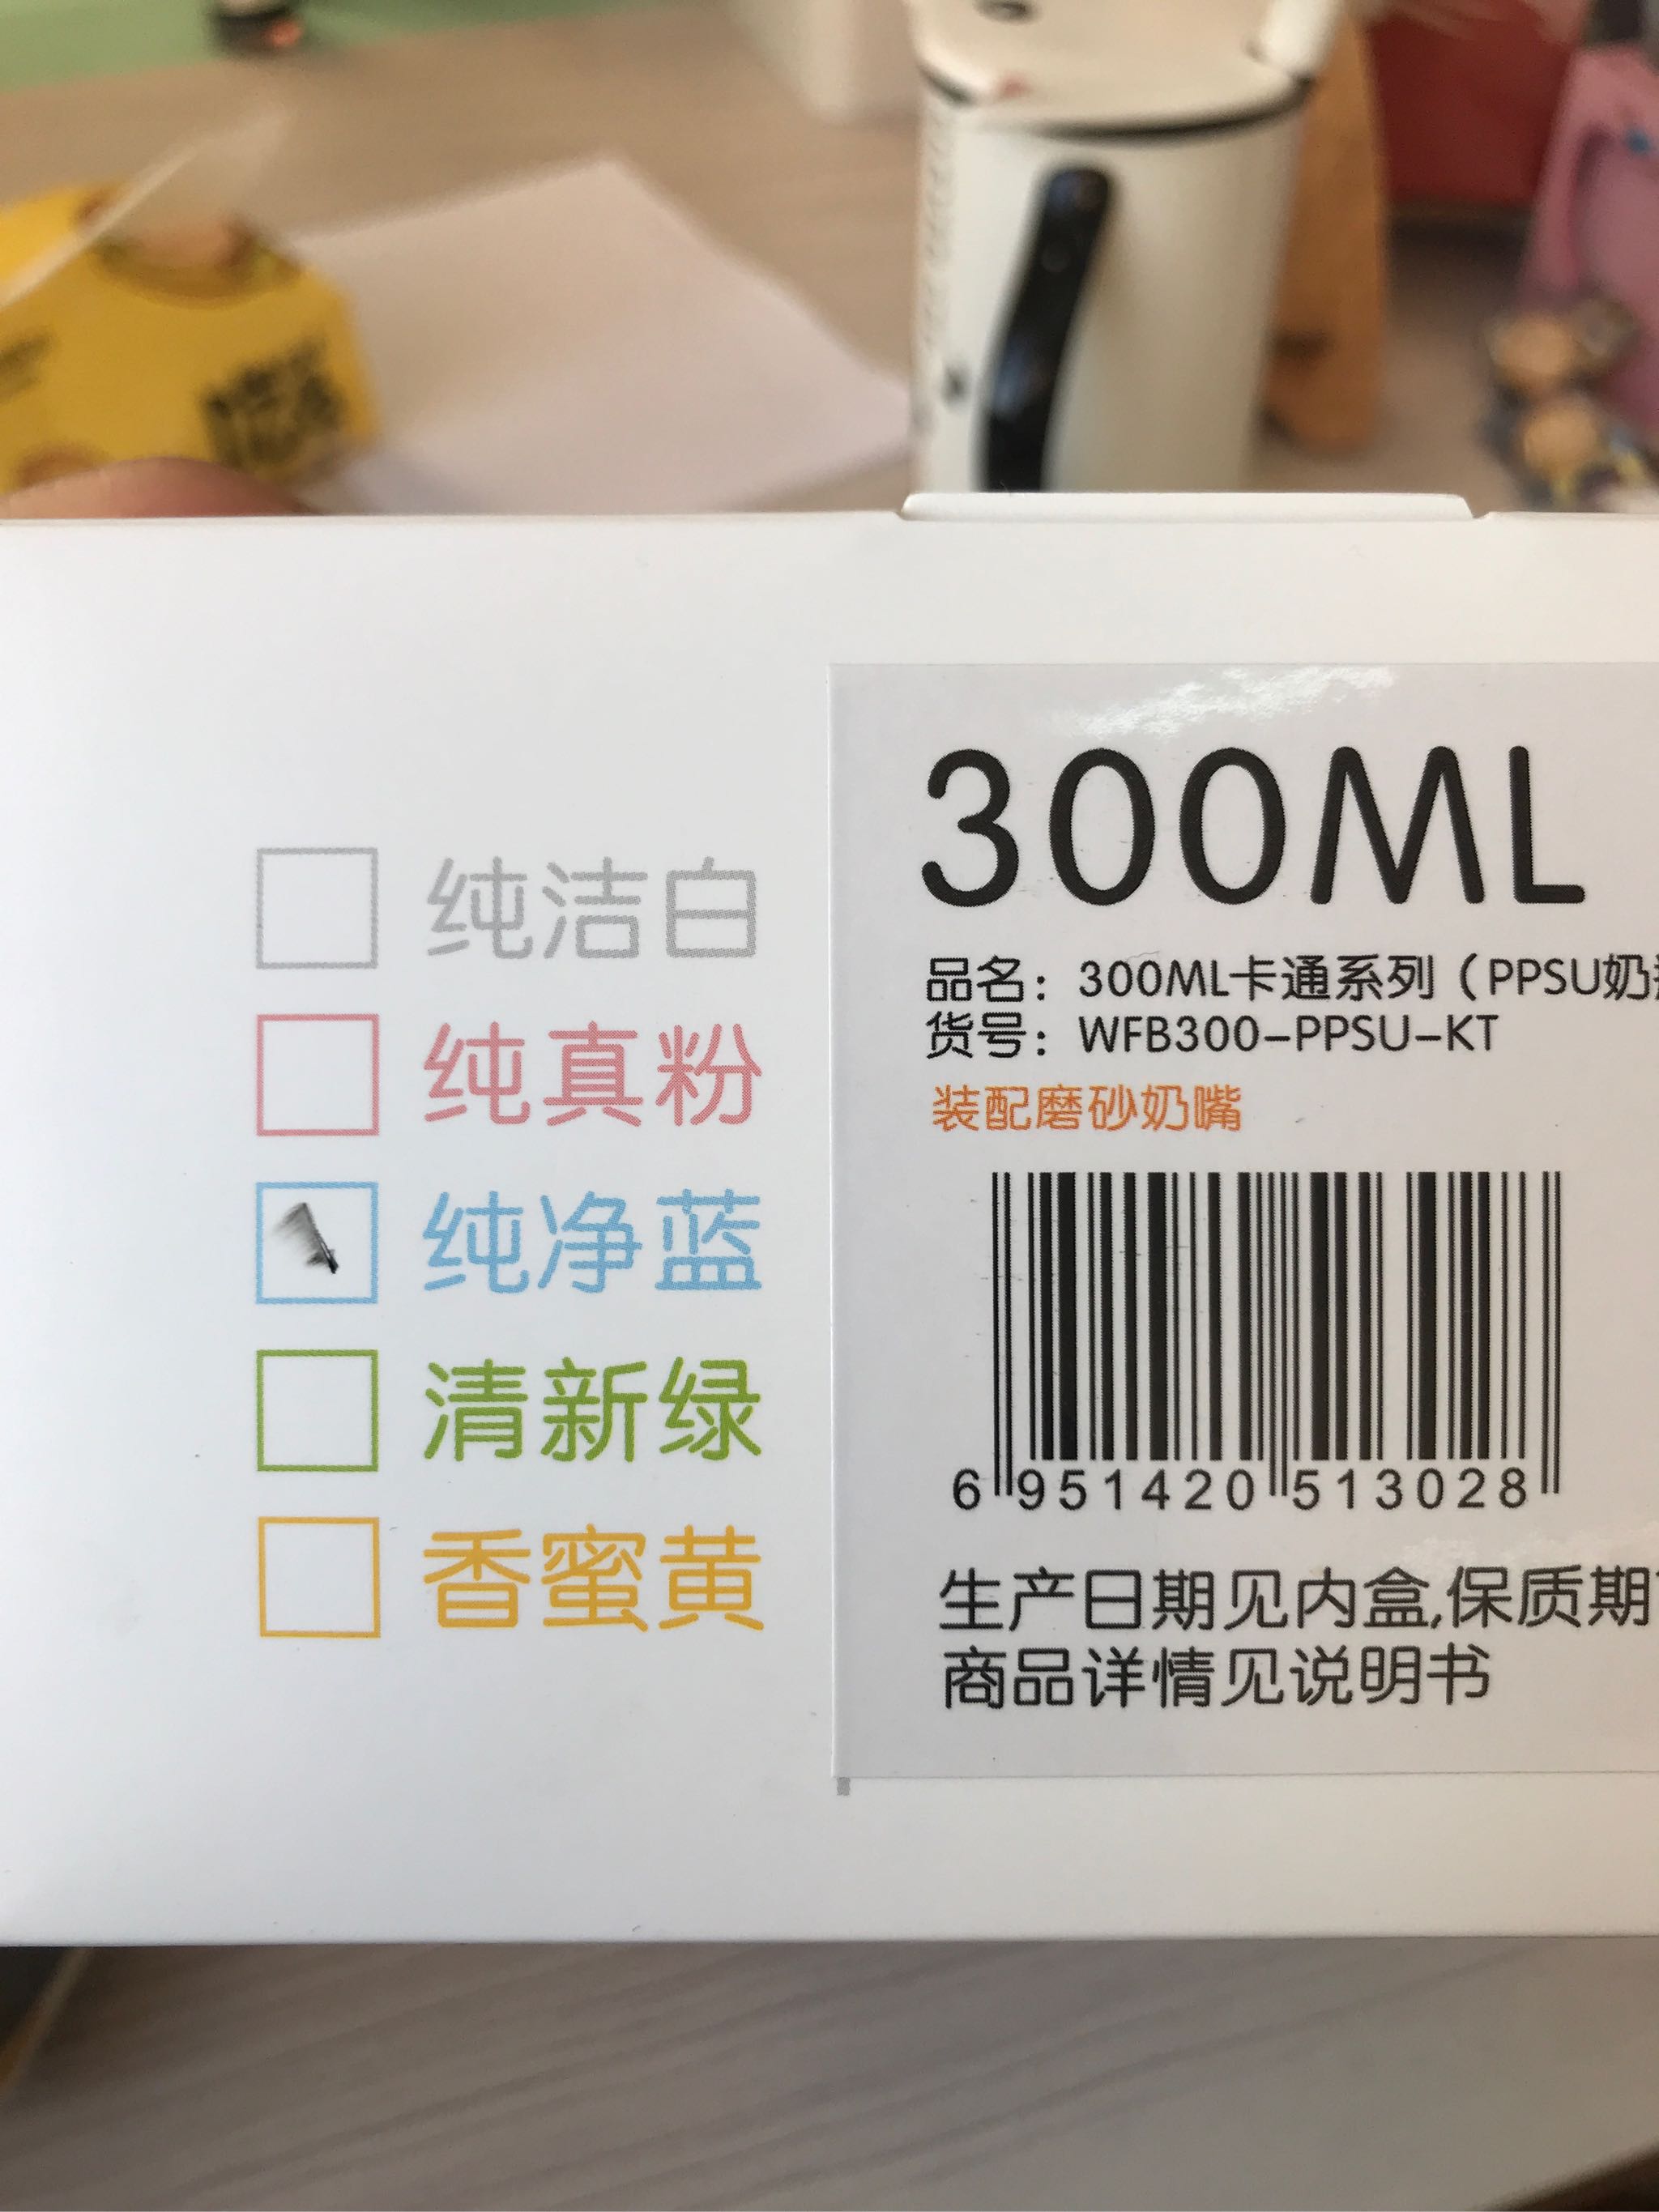 纯洁白
纯真粉
纯净蓝
清新绿
香蜜黄
300ML
品名：300ML卡通系列（PPSU奶
货号：WFB300-PPSU-KT
装配磨砂奶嘴
6 951420 513028
生产日期见内盒,保质期
商品详情见说明书